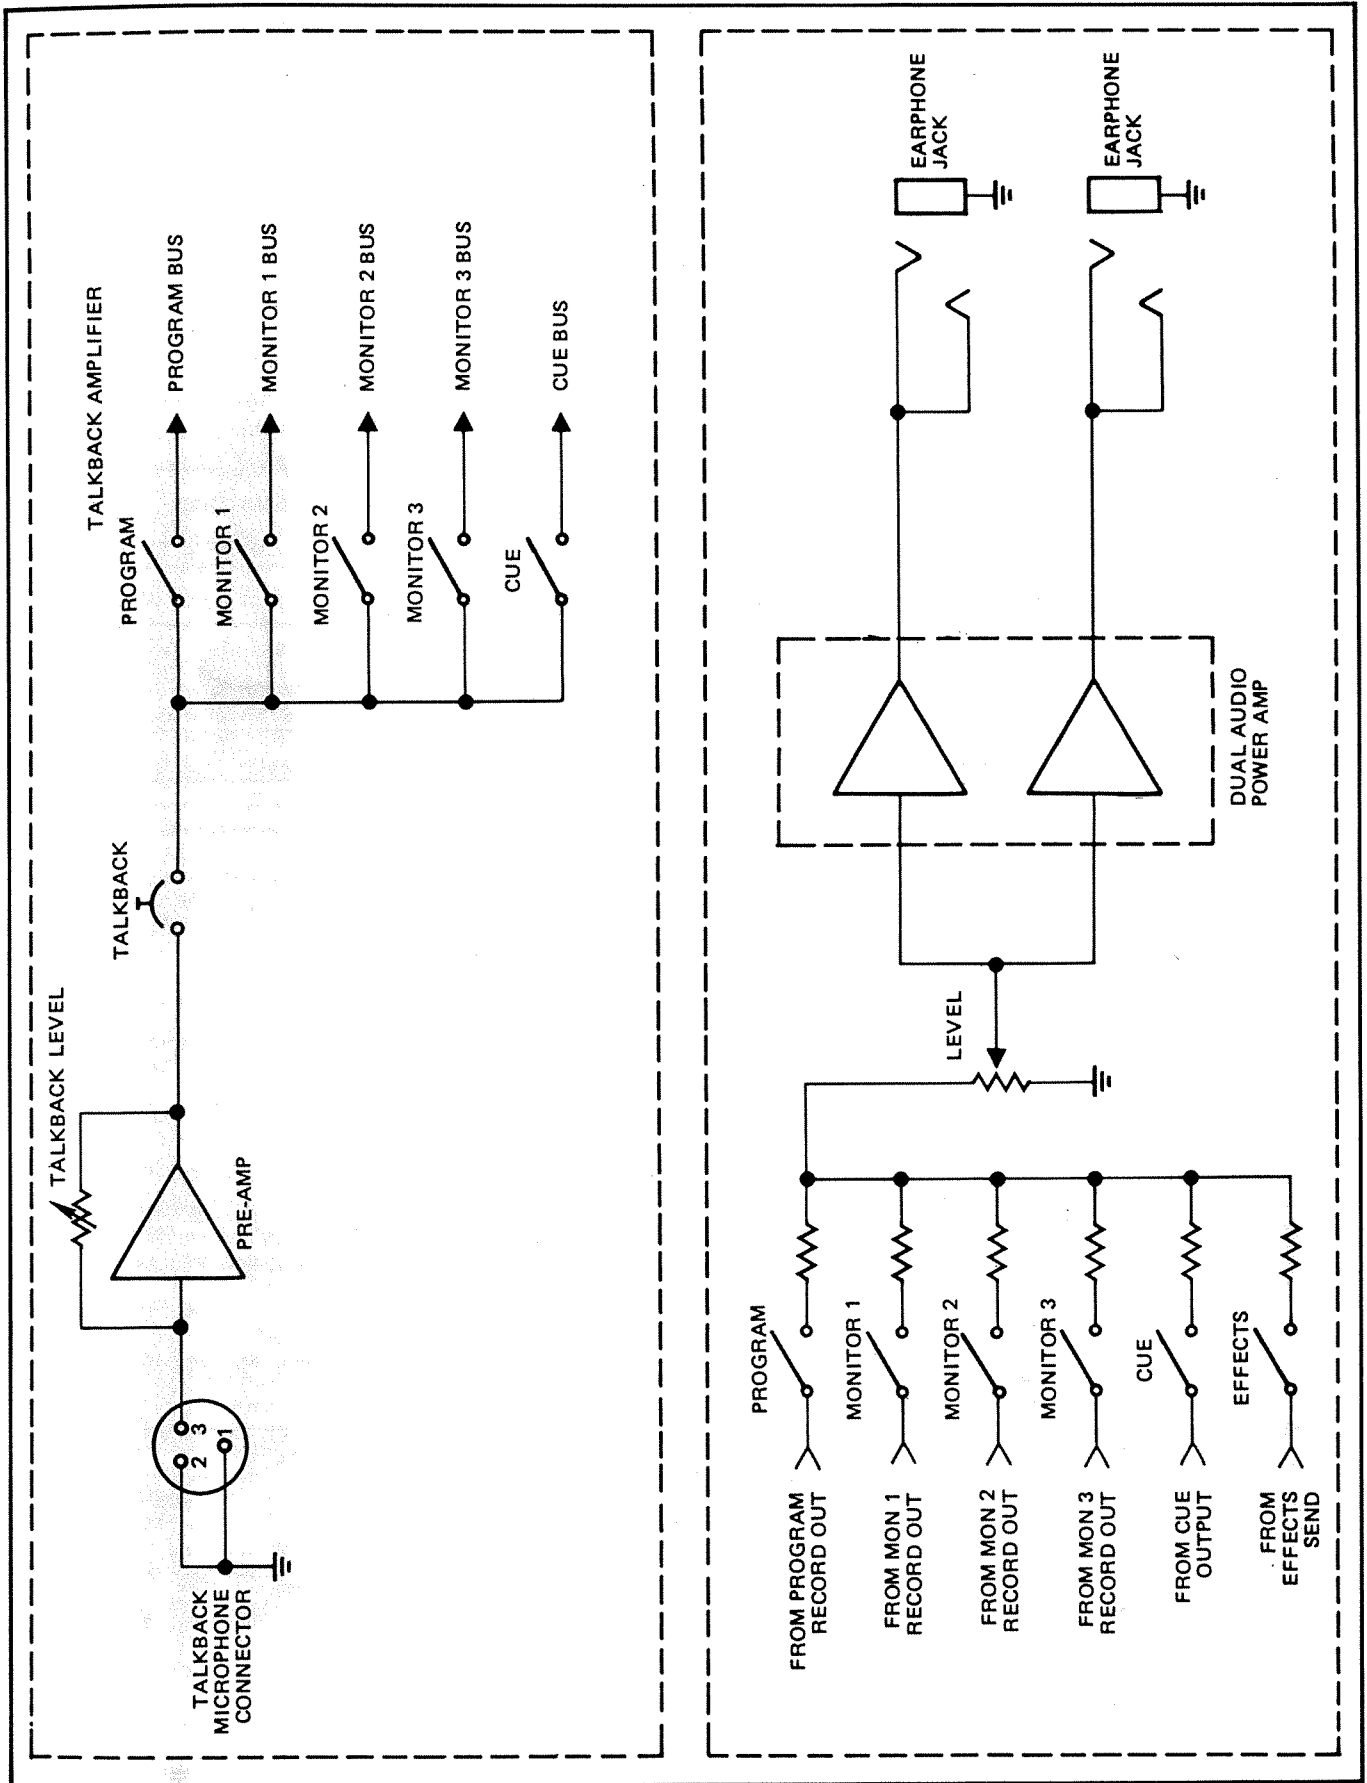 TALKBACK AMPLIFIER
TALKBACK
MICROPHONE
CONNECTOR
2
3
1
PRE-AMP
TALKBACK LEVEL
TALKBACK
PROGRAM
PROGRAM BUS
MONITOR 1
MONITOR 1 BUS
MONITOR 2
MONITOR 2 BUS
MONITOR 3
MONITOR 3 BUS
CUE
CUE BUS
FROM PROGRAM
RECORD OUT
PROGRAM
FROM MON 1
RECORD OUT
MONITOR 1
FROM MON 2
RECORD OUT
MONITOR 2
FROM MON 3
RECORD OUT
MONITOR 3
FROM CUE
OUTPUT
CUE
FROM
EFFECTS
SEND
EFFECTS
LEVEL
DUAL AUDIO
POWER AMP
EARPHONE
JACK
EARPHONE
JACK